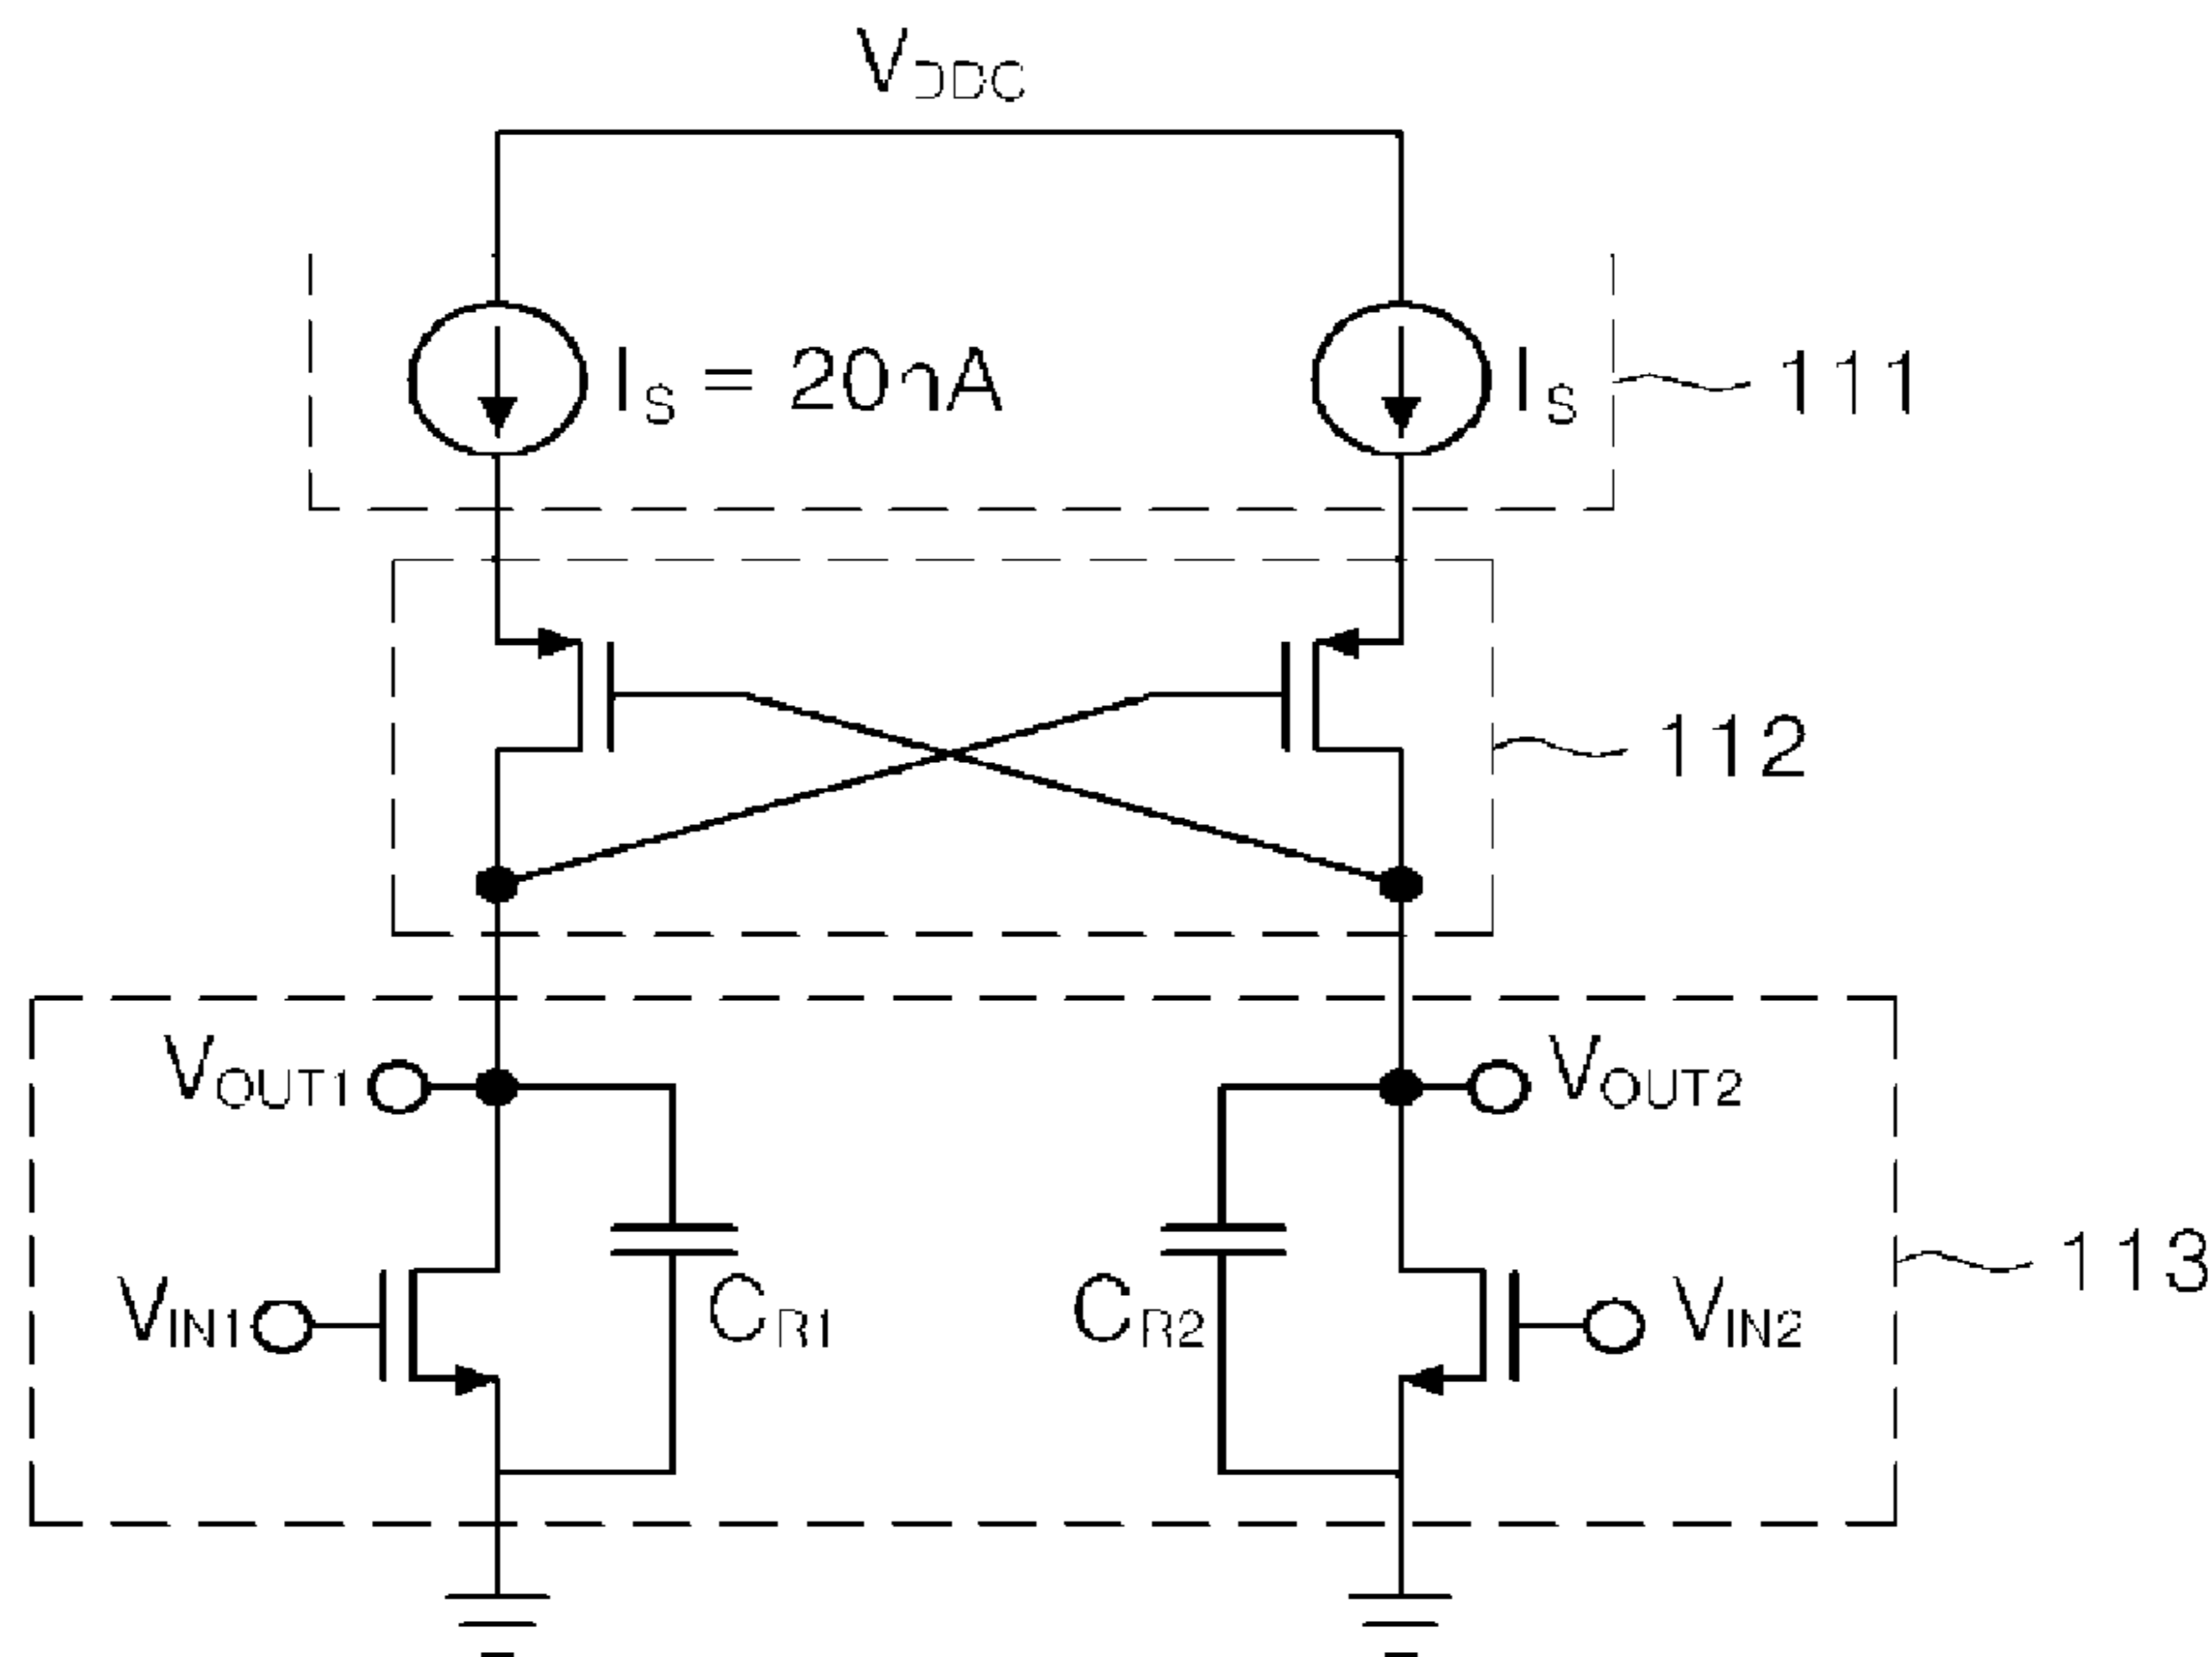 VDDC
IS = 20nA
IS
111
112
VOUT1
VOUT2
VIN1
CR1
CR2
VIN2
113